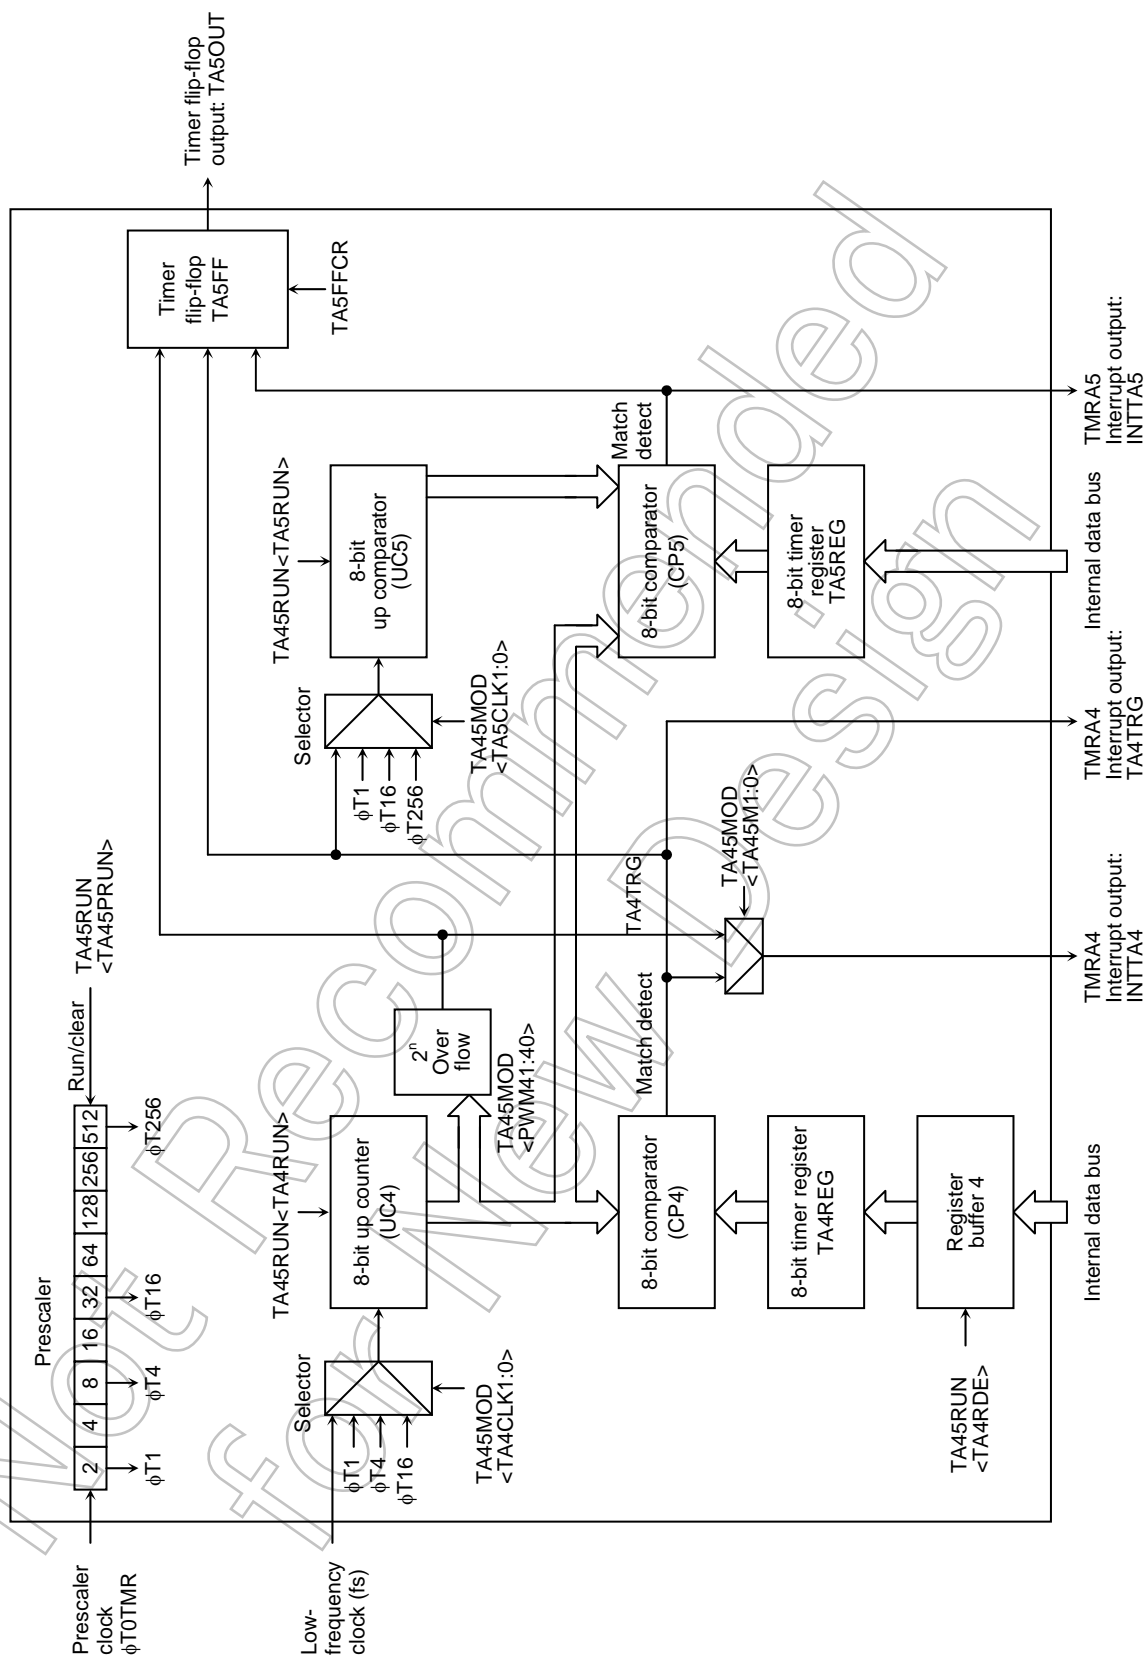 Prescaler
clock
ϕT0TMR
Prescaler
2 4 8 16 32 64 128 256 512
Run/clear
TA45RUN
<TA45PRUN>
ϕT1
ϕT4
ϕT16
ϕT256
Low-
frequency
clock (fs)
Selector
ϕT1
ϕT4
ϕT16
TA45MOD
<TA4CLK1:0>
TA45RUN<TA4RUN>
8-bit up counter
(UC4)
2ⁿ
Over
flow
TA45MOD
<PWM41:40>
Selector
ϕT1
ϕT16
ϕT256
TA45MOD
<TA5CLK1:0>
TA45RUN<TA5RUN>
8-bit
up comparator
(UC5)
Timer
flip-flop
TA5FF
TA5FFCR
Timer flip-flop
output: TA5OUT
8-bit comparator
(CP4)
Match detect
TA4TRG
TA45MOD
<TA45M1:0>
8-bit comparator
(CP5)
Match
detect
8-bit timer register
TA4REG
8-bit timer
register
TA5REG
Register
buffer 4
TA45RUN
<TA4RDE>
Internal data bus
TMRA4
Interrupt output:
INTTA4
TMRA4
Interrupt output:
TA4TRG
Internal data bus
TMRA5
Interrupt output:
INTTA5
Not Recommended
for New Design